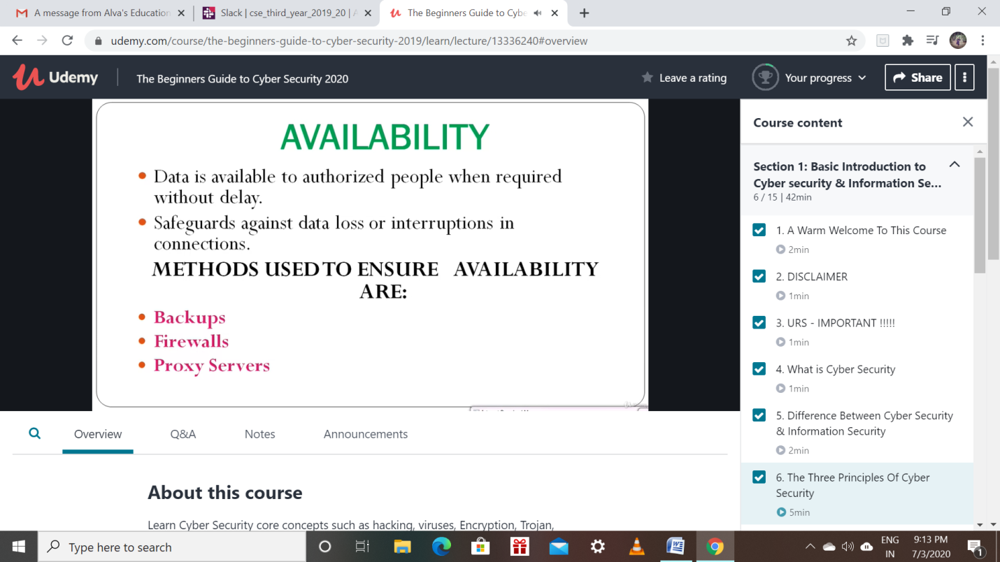 A message from Alva's Education
Slack | cse_third_year_2019_20 | A
The Beginners Guide to Cybe
udemy.com/course/the-beginners-guide-to-cyber-security-2019/learn/lecture/13336240#overview
Udemy
The Beginners Guide to Cyber Security 2020
Leave a rating
Your progress
Share
AVAILABILITY
• Data is available to authorized people when required
without delay.
• Safeguards against data loss or interruptions in
connections.
METHODS USED TO ENSURE AVAILABILITY
ARE:
• Backups
• Firewalls
• Proxy Servers
Course content
Section 1: Basic Introduction to
Cyber security & Information Se...
6 / 15 | 42min
1. A Warm Welcome To This Course
2min
2. DISCLAIMER
1min
3. URS - IMPORTANT !!!!!
1min
4. What is Cyber Security
1min
5. Difference Between Cyber Security
& Information Security
2min
6. The Three Principles Of Cyber
Security
5min
Overview
Q&A
Notes
Announcements
About this course
Learn Cyber Security core concepts such as hacking, viruses, Encryption, Trojan,
Type here to search
ENG
IN
9:13 PM
7/3/2020
1